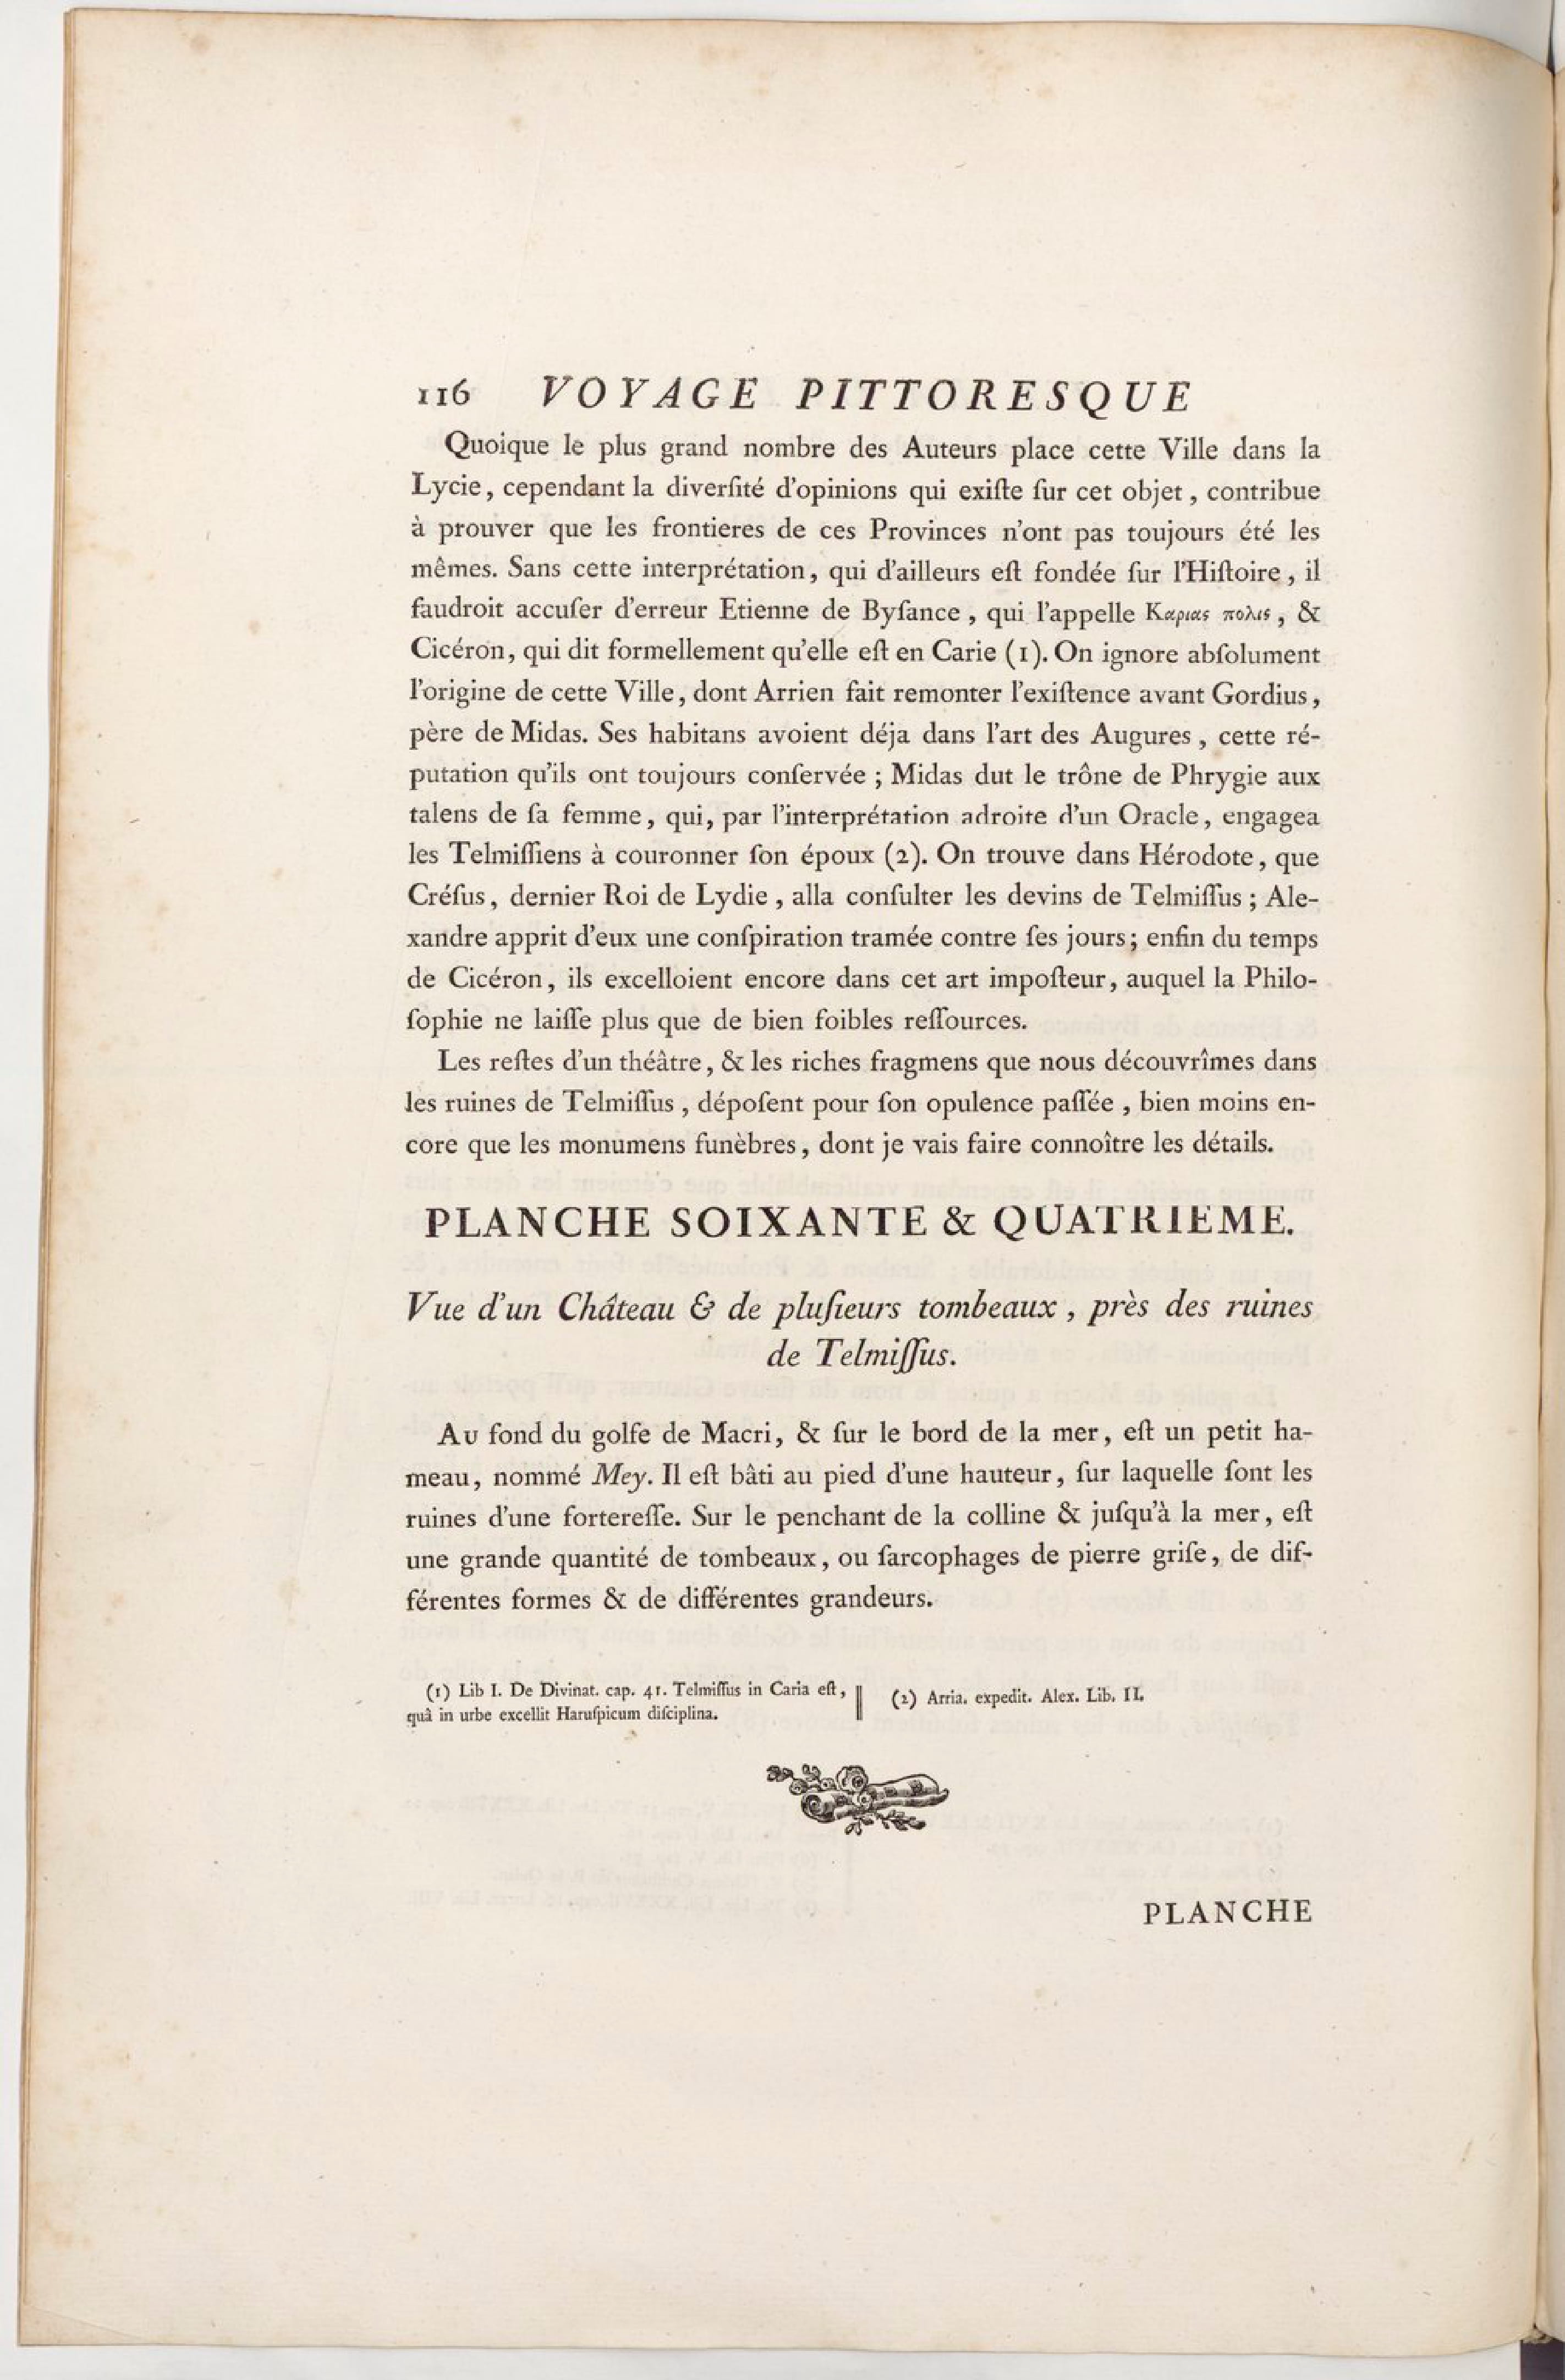 116 VOYAGE PITTORESQUE
Quoique le plus grand nombre des Auteurs place cette Ville dans la
Lycie, cependant la diverſité d'opinions qui exiſte ſur cet objet, contribue
à prouver que les frontieres de ces Provinces n'ont pas toujours été les
mêmes. Sans cette interprétation, qui d'ailleurs eſt fondée ſur l'Hiſtoire, il
faudroit accuſer d'erreur Etienne de Byſance, qui l'appelle Καριας πολις, &
Cicéron, qui dit formellement qu'elle eſt en Carie (1). On ignore abſolument
l'origine de cette Ville, dont Arrien fait remonter l'exiſtence avant Gordius,
père de Midas. Ses habitans avoient déja dans l'art des Augures, cette ré-
putation qu'ils ont toujours conſervée; Midas dut le trône de Phrygie aux
talens de ſa femme, qui, par l'interprétation adroite d'un Oracle, engagea
les Telmiſſiens à couronner ſon époux (2). On trouve dans Hérodote, que
Créſus, dernier Roi de Lydie, alla conſulter les devins de Telmiſſus; Ale-
xandre apprit d'eux une conſpiration tramée contre ſes jours; enfin du temps
de Cicéron, ils excelloient encore dans cet art impoſteur, auquel la Philo-
ſophie ne laiſſe plus que de bien foibles reſſources.
Les reſtes d'un théâtre, & les riches fragmens que nous découvrîmes dans
les ruines de Telmiſſus, dépoſent pour ſon opulence paſſée, bien moins en-
core que les monumens funèbres, dont je vais faire connoître les détails.
PLANCHE SOIXANTE & QUATRIEME.
Vue d'un Château & de pluſieurs tombeaux, près des ruines
de Telmiſſus.
Au fond du golfe de Macri, & ſur le bord de la mer, eſt un petit ha-
meau, nommé Mey. Il eſt bâti au pied d'une hauteur, ſur laquelle ſont les
ruines d'une fortereſſe. Sur le penchant de la colline & juſqu'à la mer, eſt
une grande quantité de tombeaux, ou ſarcophages de pierre griſe, de dif-
férentes formes & de différentes grandeurs.
(1) Lib I. De Divinat. cap. 41. Telmiſſus in Caria eſt,
quâ in urbe excellit Haruſpicum diſciplina.
(2) Arria. expedit. Alex. Lib. II.
PLANCHE